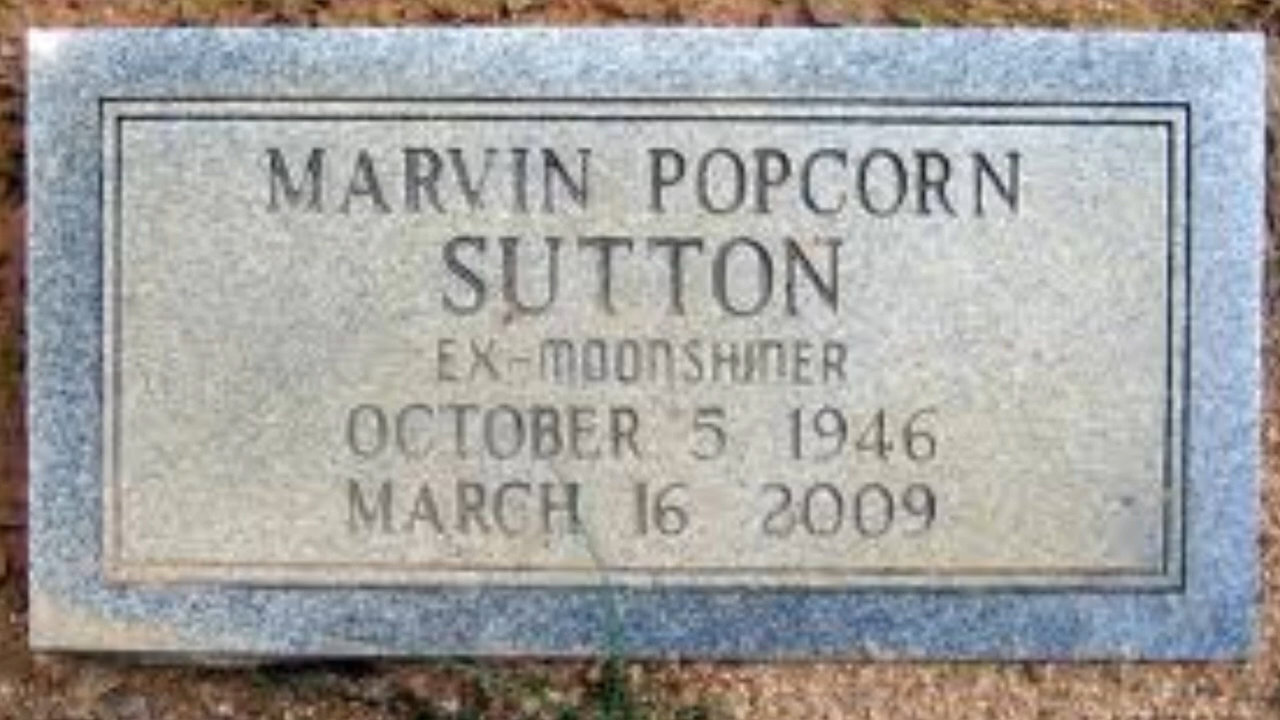 MARVIN POPCORN
SUTTON
EX-MOONSHINER
OCTOBER 5 1946
MARCH 16 2009